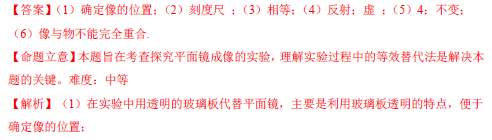 【答案】（1）确定像的位置；（2）刻度尺 ；（3）相等；（4）反射；虚 ；（5）4；不变；
（6）像与物不能完全重合.
【命题立意】本题旨在考查探究平面镜成像的实验，理解实验过程中的等效替代法是解决本
题的关键。难度：中等
【解析】（1）在实验中用透明的玻璃板代替平面镜，主要是利用玻璃板透明的特点，便于
确定像的位置；